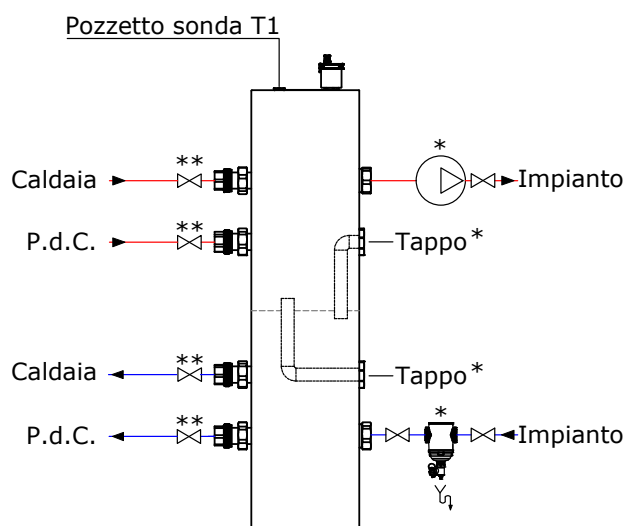 Pozzetto sonda T1
** *
Caldaia Impianto
**
P.d.C. Tappo*
**
Caldaia Tappo*
** *
P.d.C. Impianto